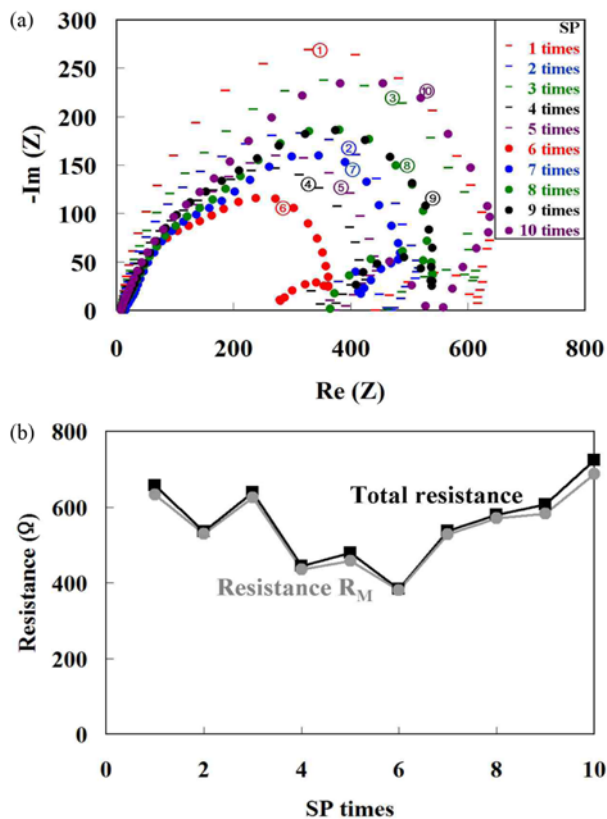 (a)
300
250
200
150
100
50
0
-Im (Z)
0
200
400
600
800
Re (Z)
SP
1 times
2 times
3 times
4 times
5 times
6 times
7 times
8 times
9 times
10 times
①
②
③
④
⑤
⑥
⑦
⑧
⑨
⑩
(b)
800
600
400
200
0
Resistance (Ω)
Total resistance
Resistance R_M
0
2
4
6
8
10
SP times